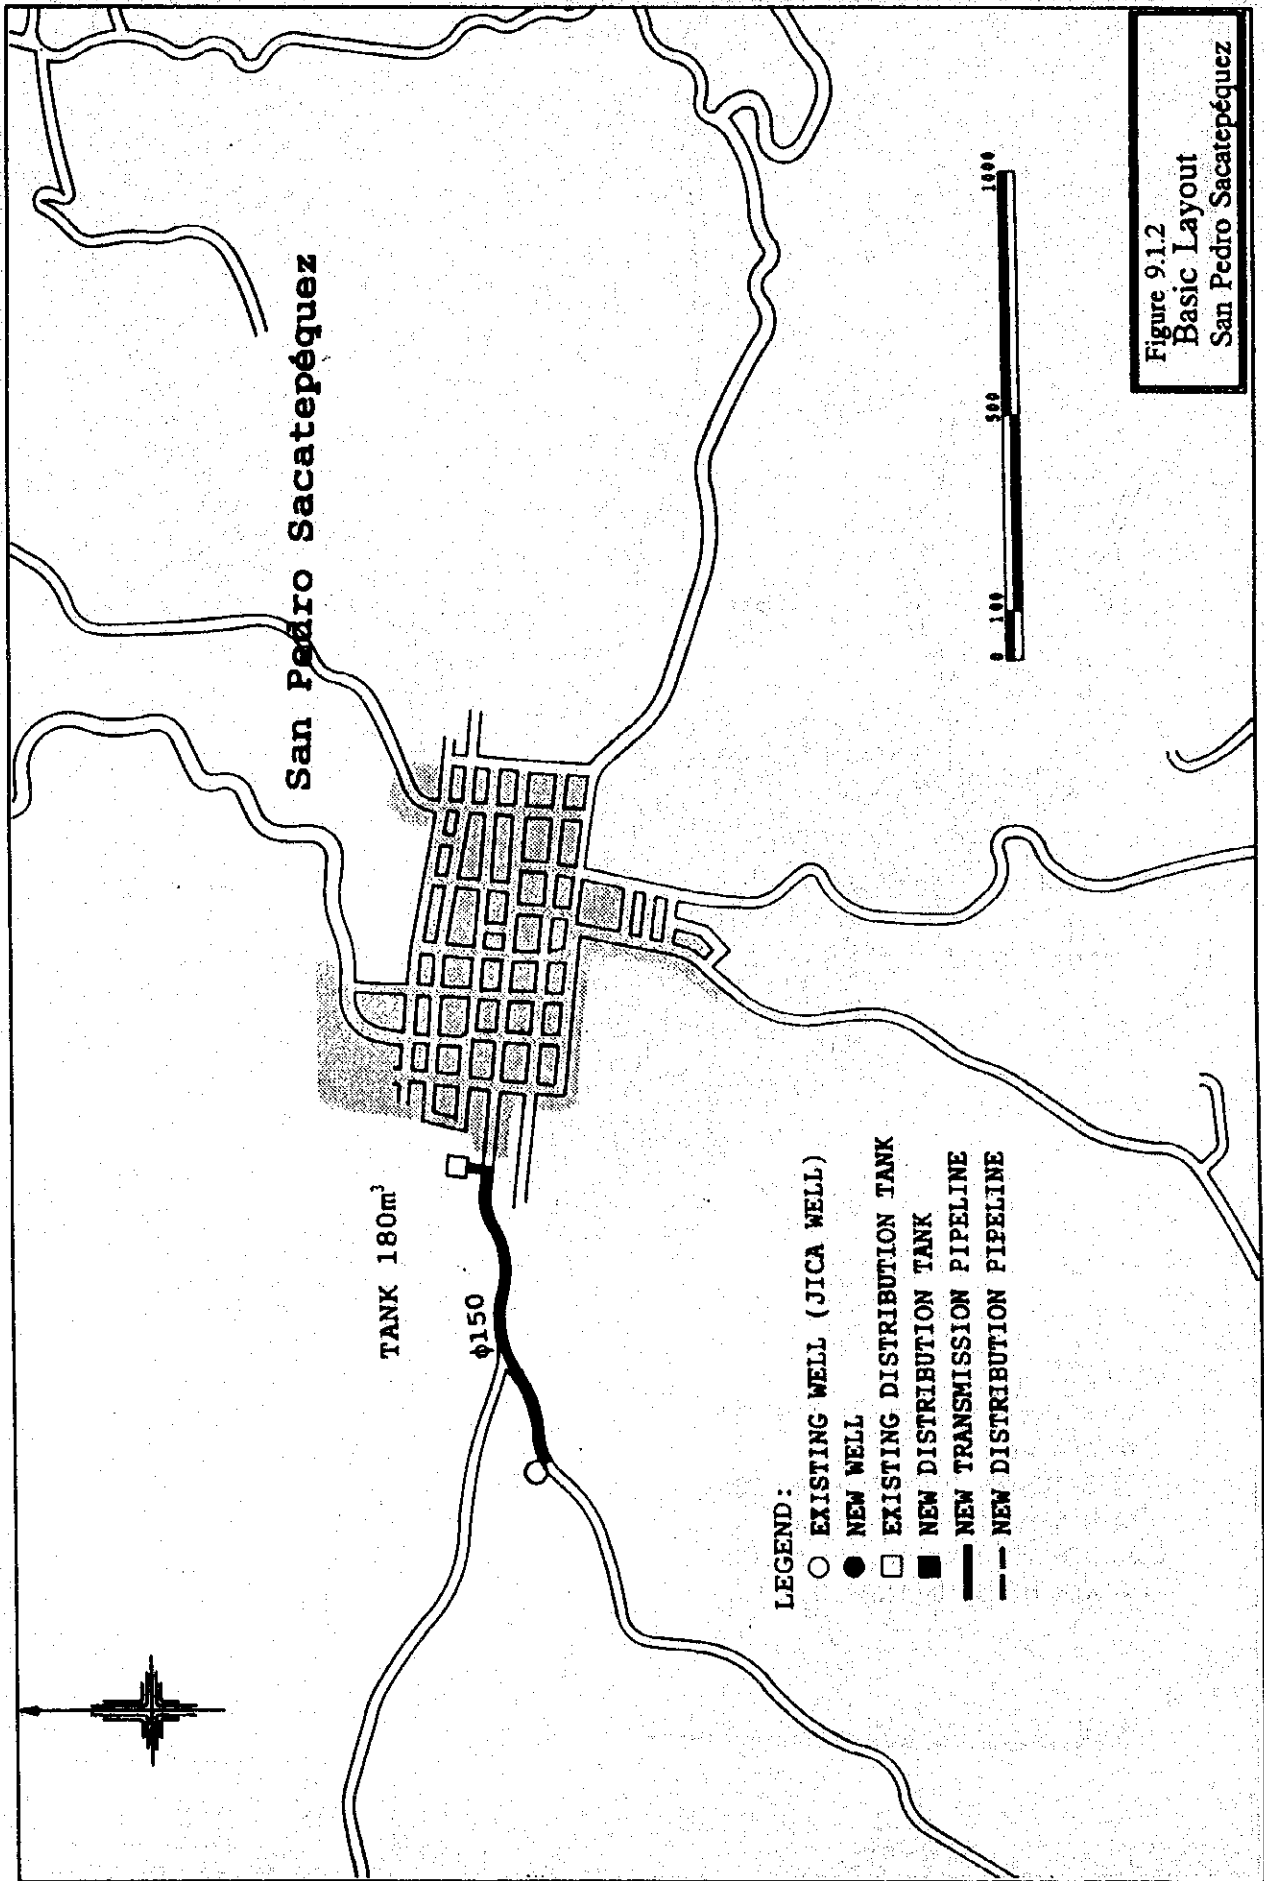 San Pedro Sacatepéquez
TANK 180m³
φ150
LEGEND:
EXISTING WELL (JICA WELL)
NEW WELL
EXISTING DISTRIBUTION TANK
NEW DISTRIBUTION TANK
NEW TRANSMISSION PIPELINE
NEW DISTRIBUTION PIPELINE
0 100 500 1000
Figure 9.1.2
Basic Layout
San Pedro Sacatepéquez